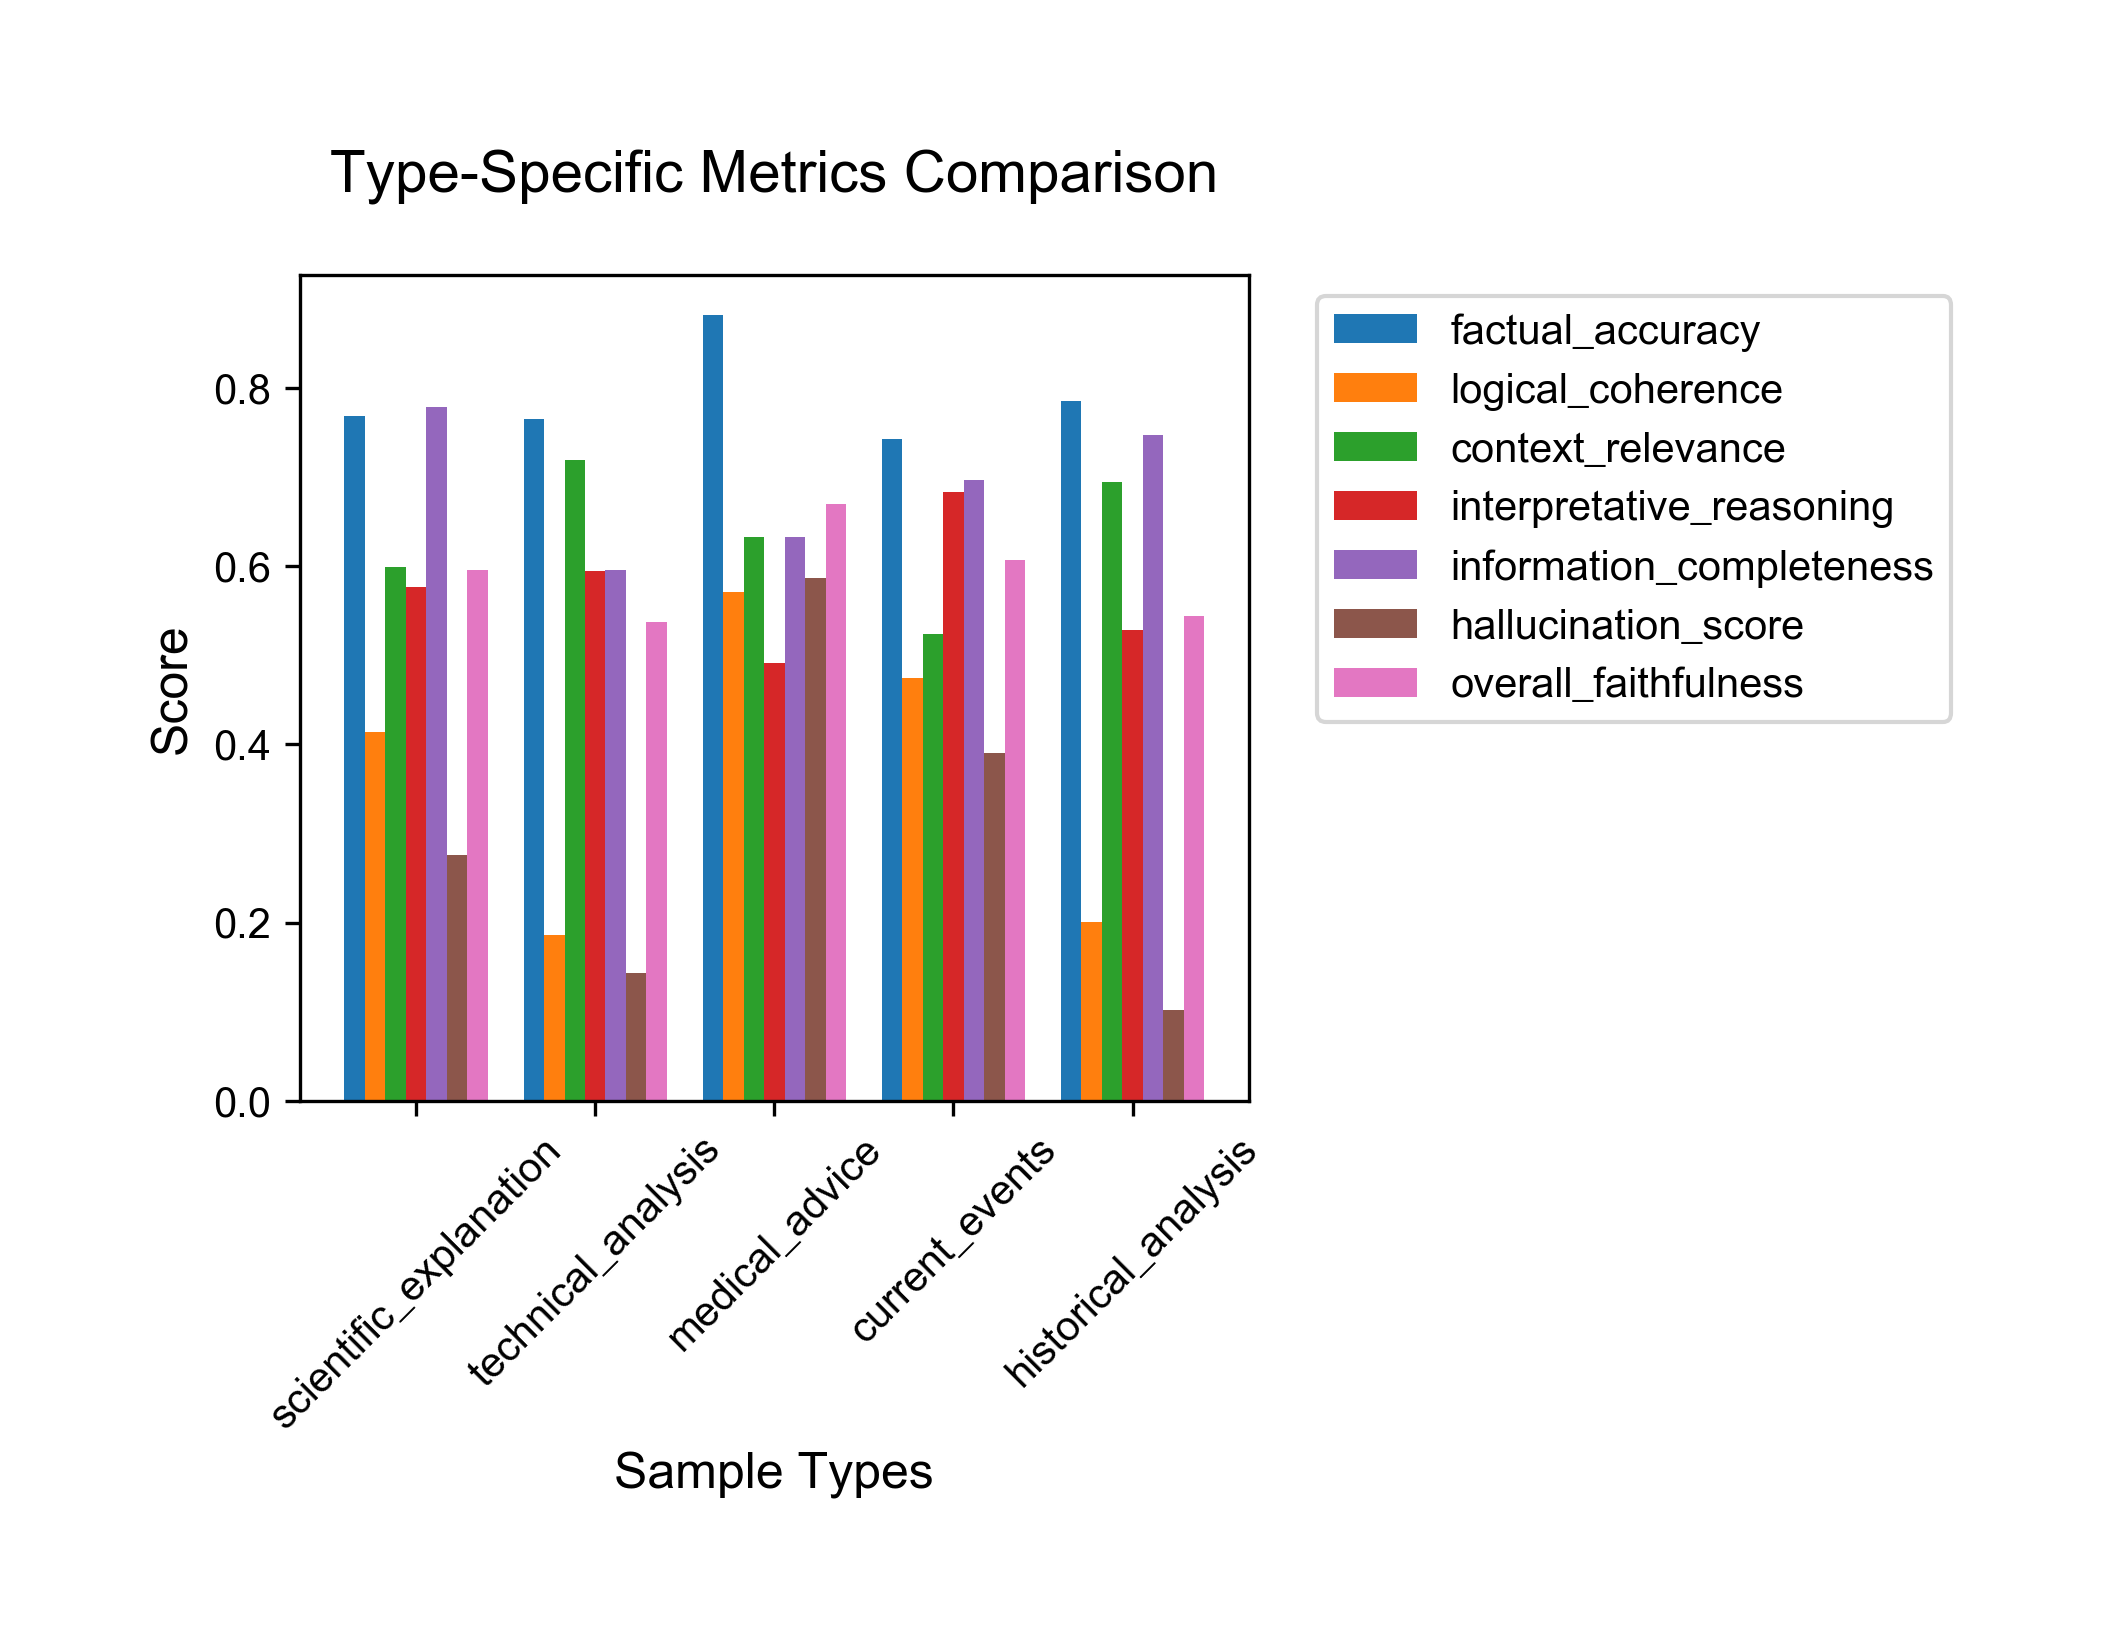 Type-Specific Metrics Comparison
factual_accuracy
logical_coherence
context_relevance
interpretative_reasoning
information_completeness
hallucination_score
overall_faithfulness
Score
0.8
0.6
0.4
0.2
0.0
scientific_explanation
technical_analysis
medical_advice
current_events
historical_analysis
Sample Types